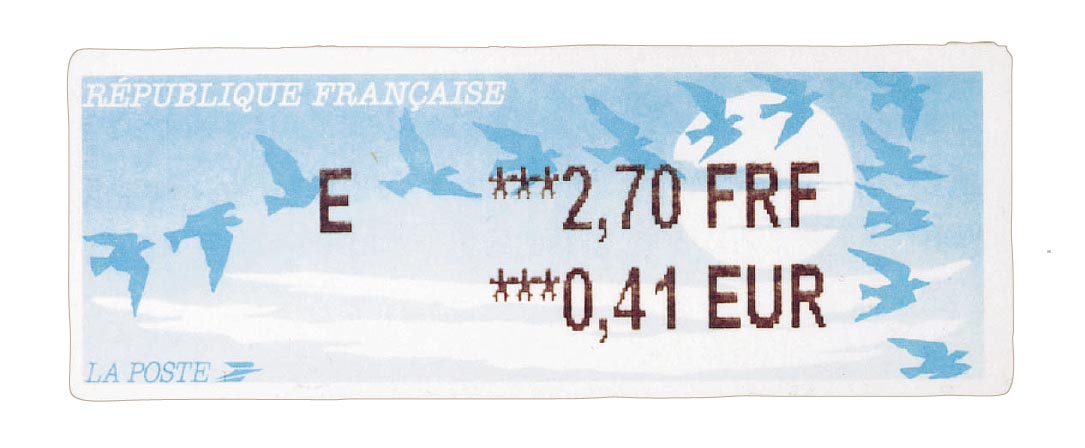 RÉPUBLIQUE FRANÇAISE
E ***2,70 FRF
***0,41 EUR
LA POSTE